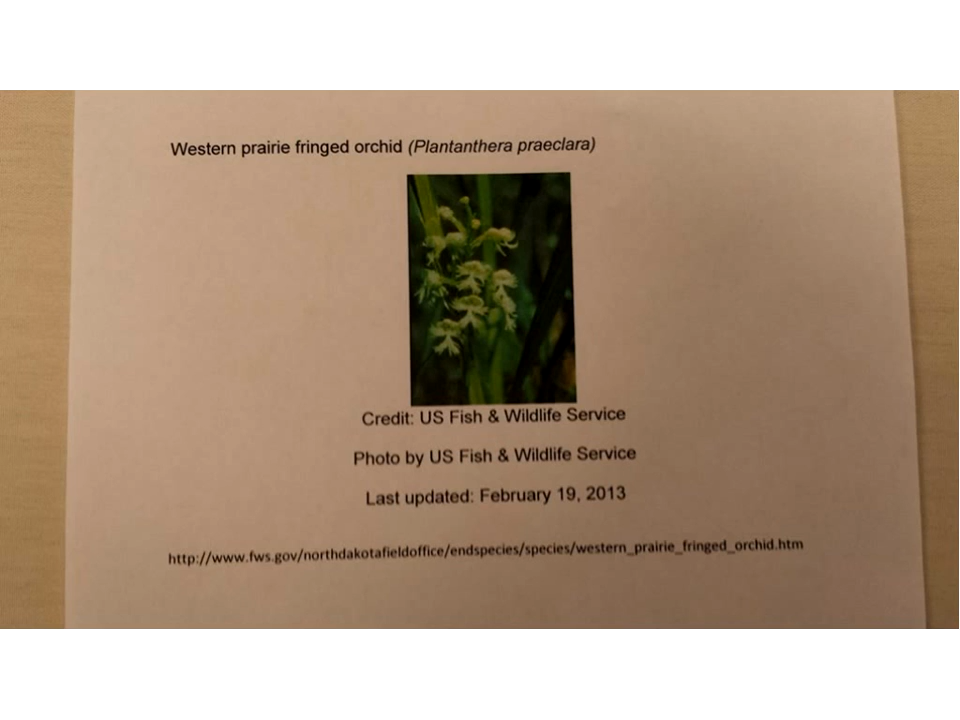 Western prairie fringed orchid (Plantanthera praeclara)
Credit: US Fish & Wildlife Service
Photo by US Fish & Wildlife Service
Last updated: February 19, 2013
http://www.fws.gov/northdakotafieldoffice/endspecies/species/western_prairie_fringed_orchid.htm